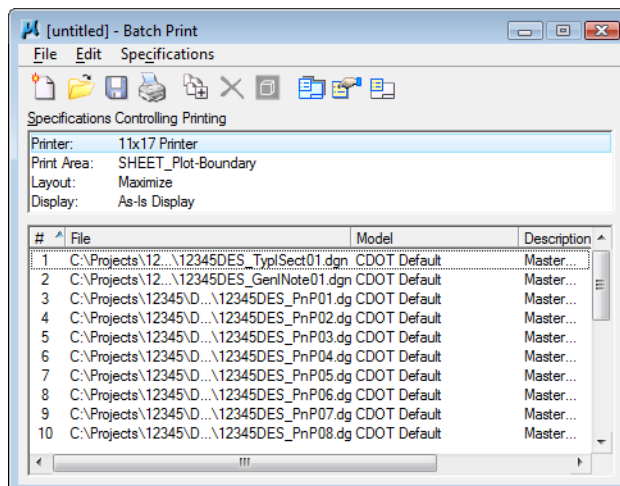 [untitled] - Batch Print
File Edit Specifications
Specifications Controlling Printing
Printer: 11x17 Printer
Print Area: SHEET_Plot-Boundary
Layout: Maximize
Display: As-Is Display
# File Model Description
1 C:\Projects\12...\12345DES_TyplSect01.dgn CDOT Default Master...
2 C:\Projects\12...\12345DES_GenlNote01.dgn CDOT Default Master...
3 C:\Projects\12345\D...\12345DES_PnP01.dg CDOT Default Master...
4 C:\Projects\12345\D...\12345DES_PnP02.dg CDOT Default Master...
5 C:\Projects\12345\D...\12345DES_PnP03.dg CDOT Default Master...
6 C:\Projects\12345\D...\12345DES_PnP04.dg CDOT Default Master...
7 C:\Projects\12345\D...\12345DES_PnP05.dg CDOT Default Master...
8 C:\Projects\12345\D...\12345DES_PnP06.dg CDOT Default Master...
9 C:\Projects\12345\D...\12345DES_PnP07.dg CDOT Default Master...
10 C:\Projects\12345\D...\12345DES_PnP08.dg CDOT Default Master...